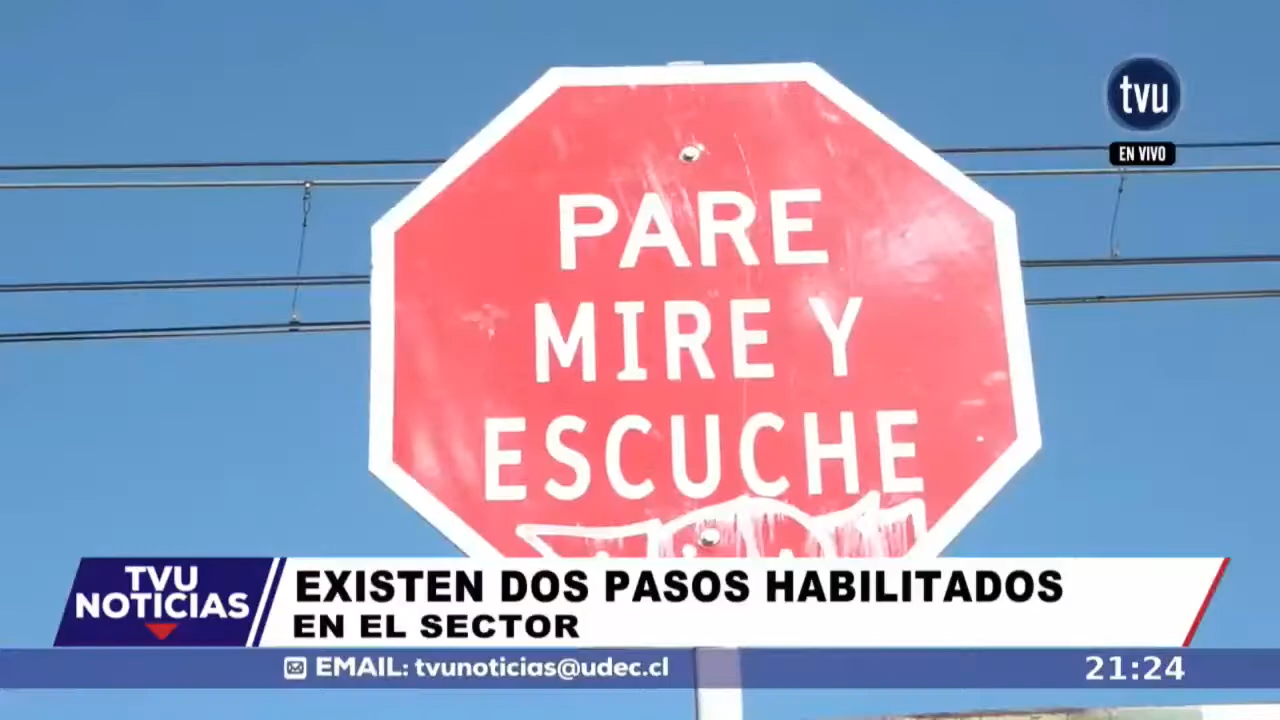 tvu
EN VIVO
PARE
MIRE Y
ESCUCHE
TVU
NOTICIAS
EXISTEN DOS PASOS HABILITADOS
EN EL SECTOR
EMAIL: tvunoticias@udec.cl
21:24